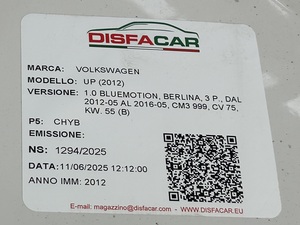 DISFACAR
MARCA: VOLKSWAGEN
MODELLO: UP (2012)
VERSIONE: 1.0 BLUEMOTION, BERLINA, 3 P., DAL
2012-05 AL 2016-05, CM3 999, CV 75,
KW. 55 (B)
P5: CHYB
EMISSIONE:
NS: 1294/2025
DATA: 11/06/2025 12:12:00
ANNO IMM: 2012
E-mail: magazzino@disfacar.com WWW.DISFACAR.EU